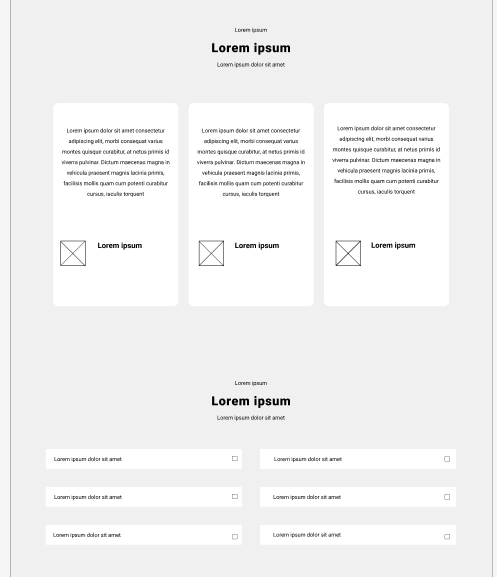 Lorem ipsum
Lorem ipsum
Lorem ipsum dolor sit amet
Lorem ipsum dolor sit amet consectetur
adipiscing elit, morbi consequat varius
montes quisque curabitur, at netus primis id
viverra pulvinar. Dictum maecenas magna in
vehicula praesent magnis lacinia primis,
facilisis mollis quam cum potenti curabitur
cursus, iaculis torquent
Lorem ipsum
Lorem ipsum dolor sit amet consectetur
adipiscing elit, morbi consequat varius
montes quisque curabitur, at netus primis id
viverra pulvinar. Dictum maecenas magna in
vehicula praesent magnis lacinia primis,
facilisis mollis quam cum potenti curabitur
cursus, iaculis torquent
Lorem ipsum
Lorem ipsum dolor sit amet consectetur
adipiscing elit, morbi consequat varius
montes quisque curabitur, at netus primis id
viverra pulvinar. Dictum maecenas magna in
vehicula praesent magnis lacinia primis,
facilisis mollis quam cum potenti curabitur
cursus, iaculis torquent
Lorem ipsum
Lorem ipsum
Lorem ipsum
Lorem ipsum dolor sit amet
Lorem ipsum dolor sit amet
Lorem ipsum dolor sit amet
Lorem ipsum dolor sit amet
Lorem ipsum dolor sit amet
Lorem ipsum dolor sit amet
Lorem ipsum dolor sit amet